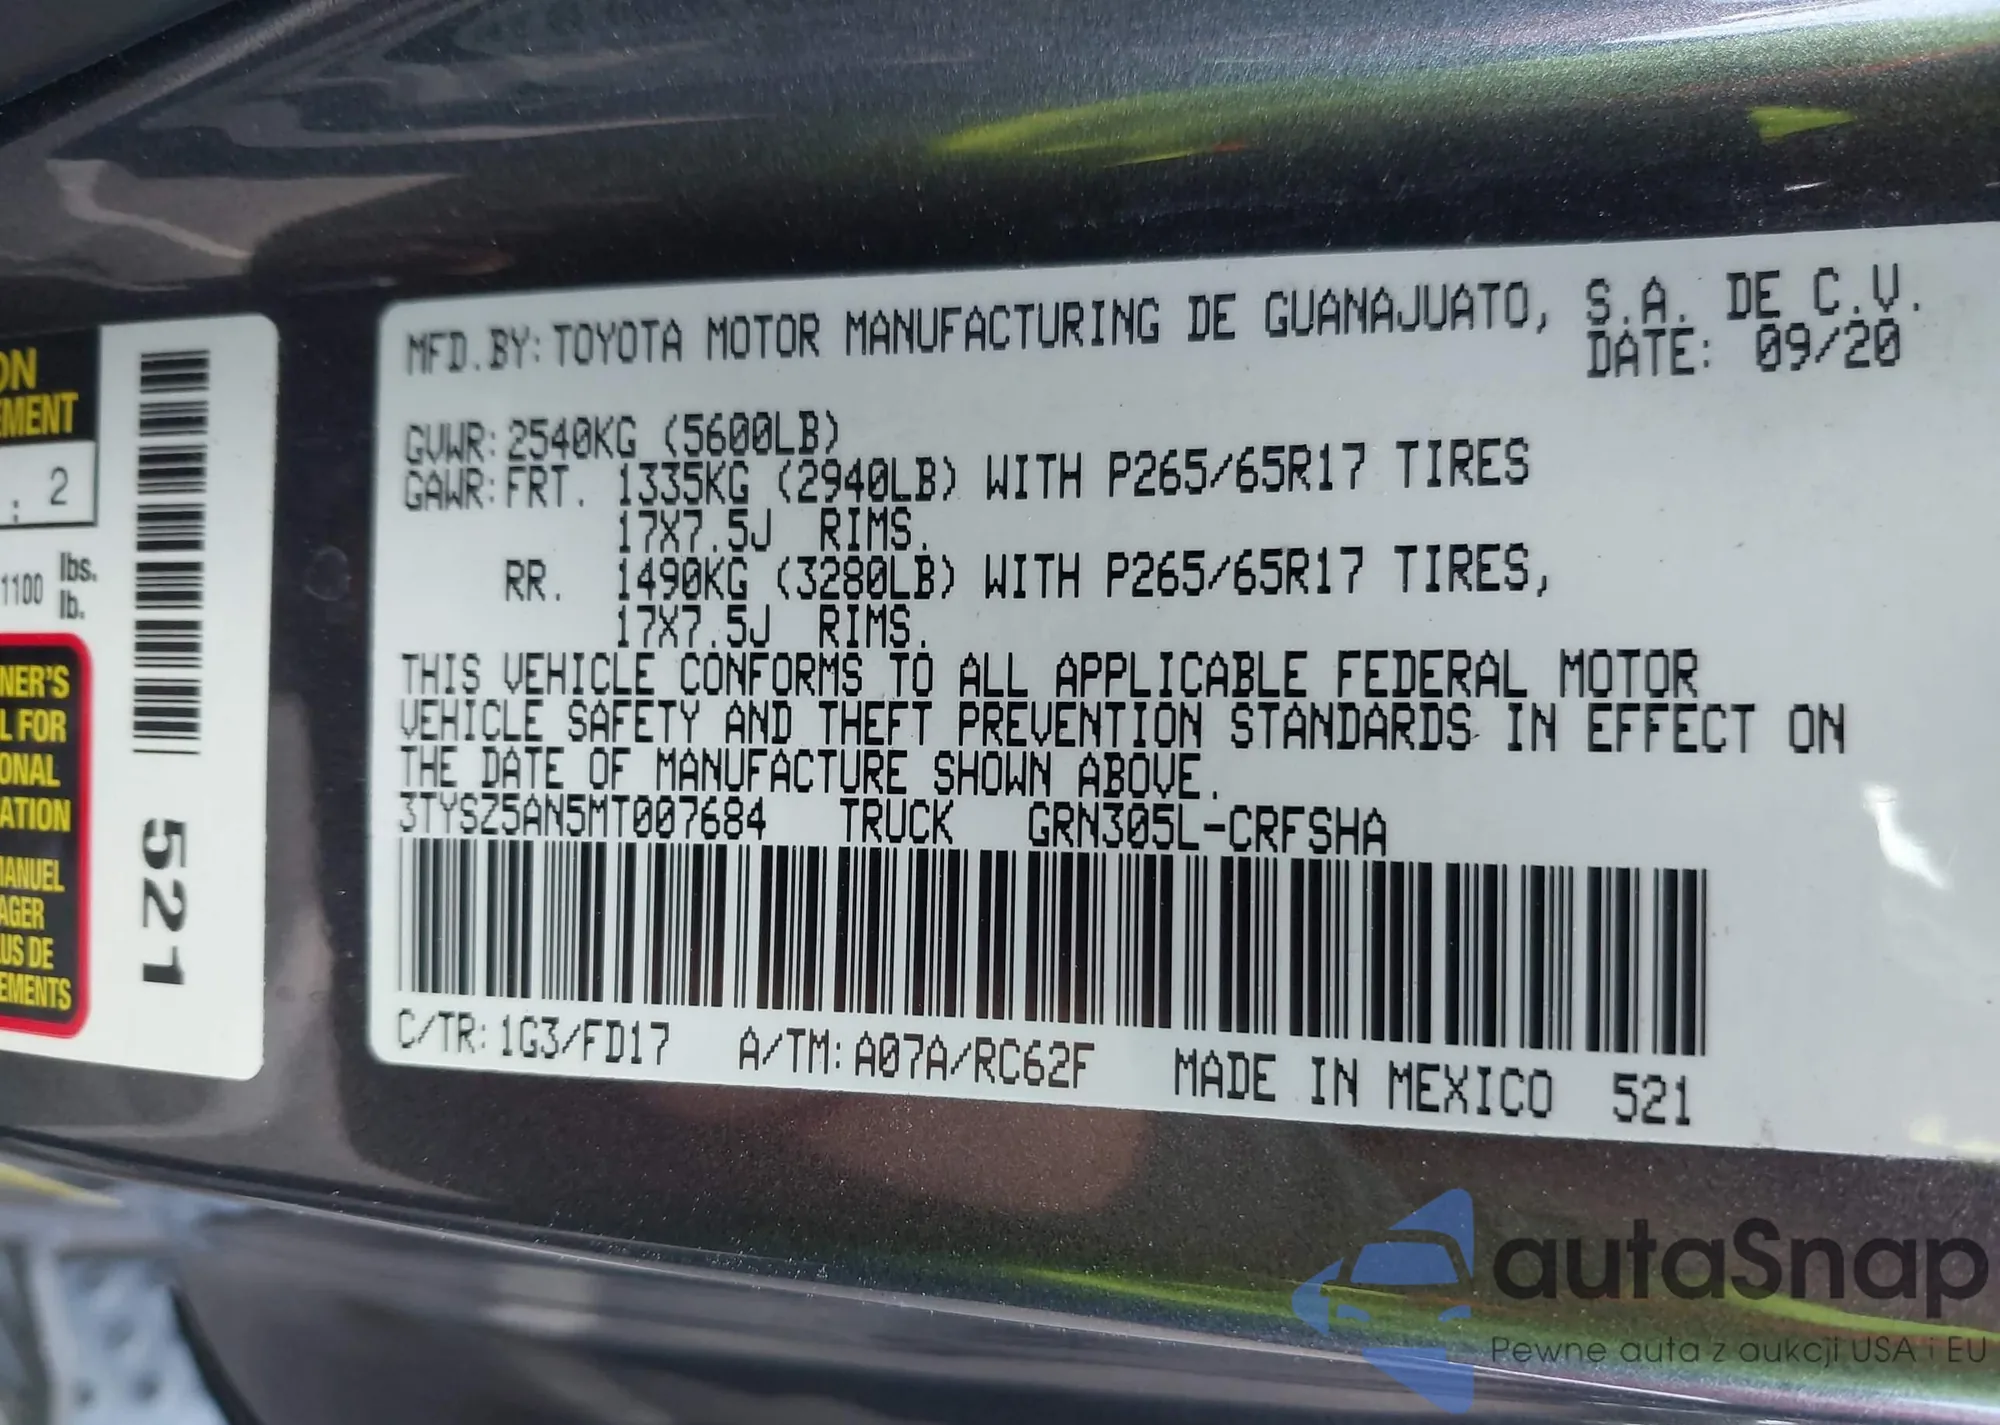 MFD.BY: TOYOTA MOTOR MANUFACTURING DE GUANAJUATO, S.A. DE C.V.
DATE: 09/20
GVWR: 2540KG (5600LB)
GAWR: FRT. 1335KG (2940LB) WITH P265/65R17 TIRES
17X7.5J RIMS.
RR. 1490KG (3280LB) WITH P265/65R17 TIRES,
17X7.5J RIMS.
THIS VEHICLE CONFORMS TO ALL APPLICABLE FEDERAL MOTOR
VEHICLE SAFETY AND THEFT PREVENTION STANDARDS IN EFFECT ON
THE DATE OF MANUFACTURE SHOWN ABOVE.
3TYSZ5AN5MT007684 TRUCK GRN305L-CRFSHA
C/TR: 1G3/FD17 A/TM: A07A/RC62F MADE IN MEXICO 521
ON
EMENT
: 2
1100 lbs.
lb.
NER'S
L FOR
ONAL
ATION
MANUEL
AGER
LUS DE
EMENTS
521
autaSnap
Pewne auta z aukcji USA i EU